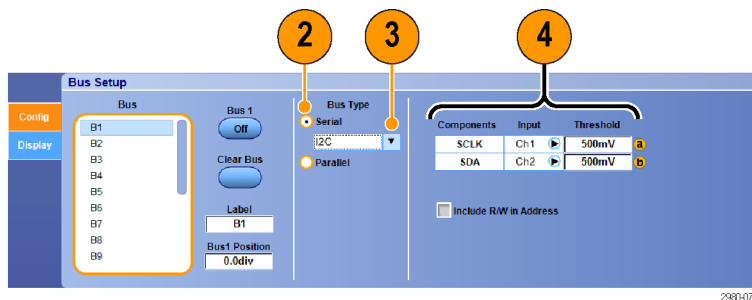 2
3
4
Bus Setup
Config
Display
Bus
B1
B2
B3
B4
B5
B6
B7
B8
B9
Bus 1
Off
Clear Bus
Label
B1
Bus1 Position
0.0div
Bus Type
Serial
I2C
Parallel
Components Input Threshold
SCLK Ch1 500mV a
SDA Ch2 500mV b
Include R/W in Address
2980-07